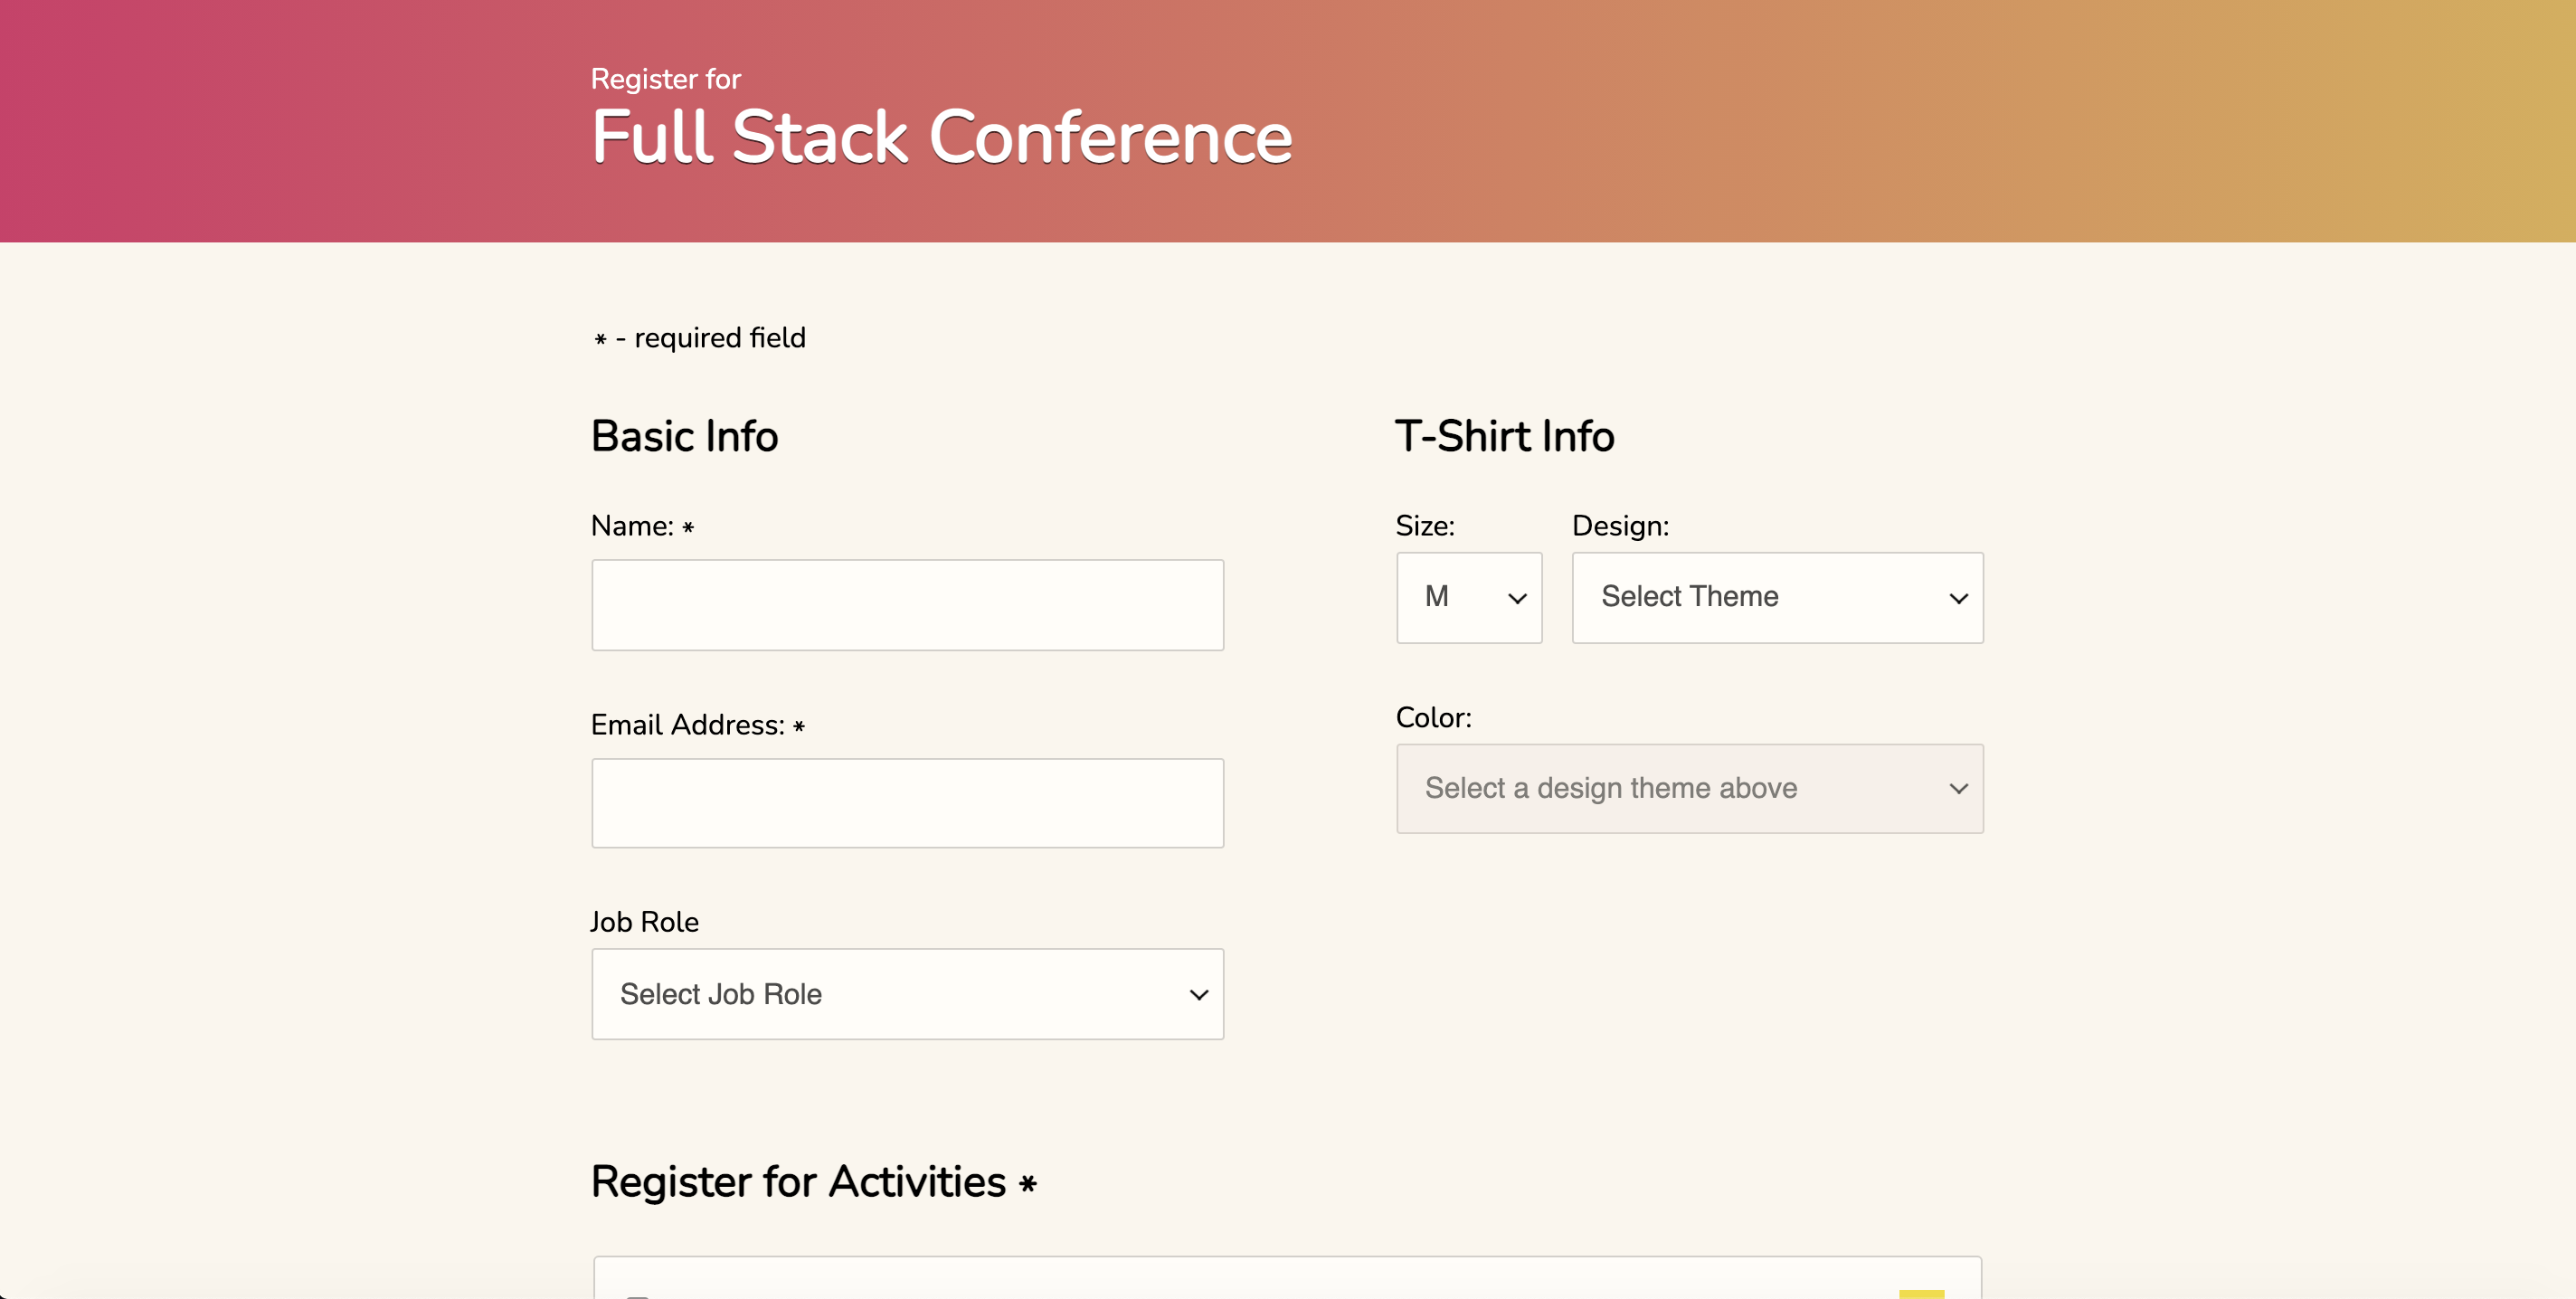 Register for
Full Stack Conference
* - required field
Basic Info
Name: *
Email Address: *
Job Role
Select Job Role
T-Shirt Info
Size:
M
Design:
Select Theme
Color:
Select a design theme above
Register for Activities *